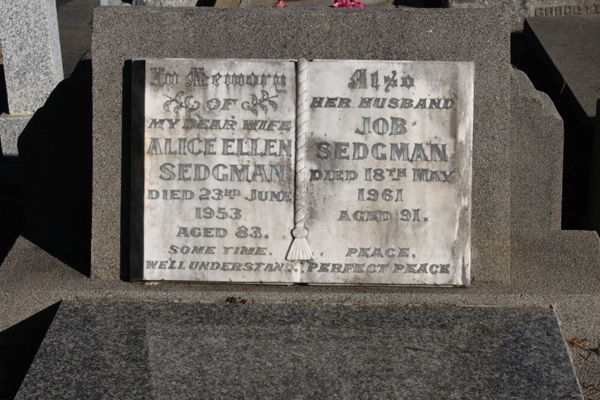 In Memory
OF
MY DEAR WIFE
ALICE ELLEN
SEDGMAN
DIED 23RD JUNE
1953
AGED 83.
SOME TIME.
WE'LL UNDERSTAND
Also
HER HUSBAND
JOB
SEDGMAN
DIED 18TH MAY
1961
AGED 91.
PEACE,
PERFECT PEACE